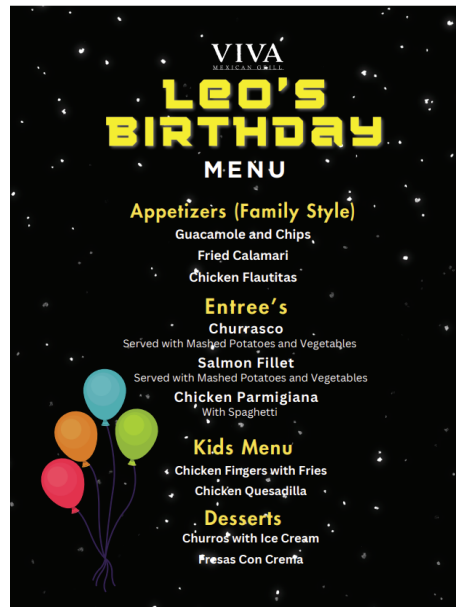 VIVA
MEXICAN GRILL
LEO'S
BIRTHDAY
MENU
Appetizers (Family Style)
Guacamole and Chips
Fried Calamari
Chicken Flautitas
Entree's
Churrasco
Served with Mashed Potatoes and Vegetables
Salmon Fillet
Served with Mashed Potatoes and Vegetables
Chicken Parmigiana
With Spaghetti
Kids Menu
Chicken Fingers with Fries
Chicken Quesadilla
Desserts
Churros with Ice Cream
Fresas Con Crema